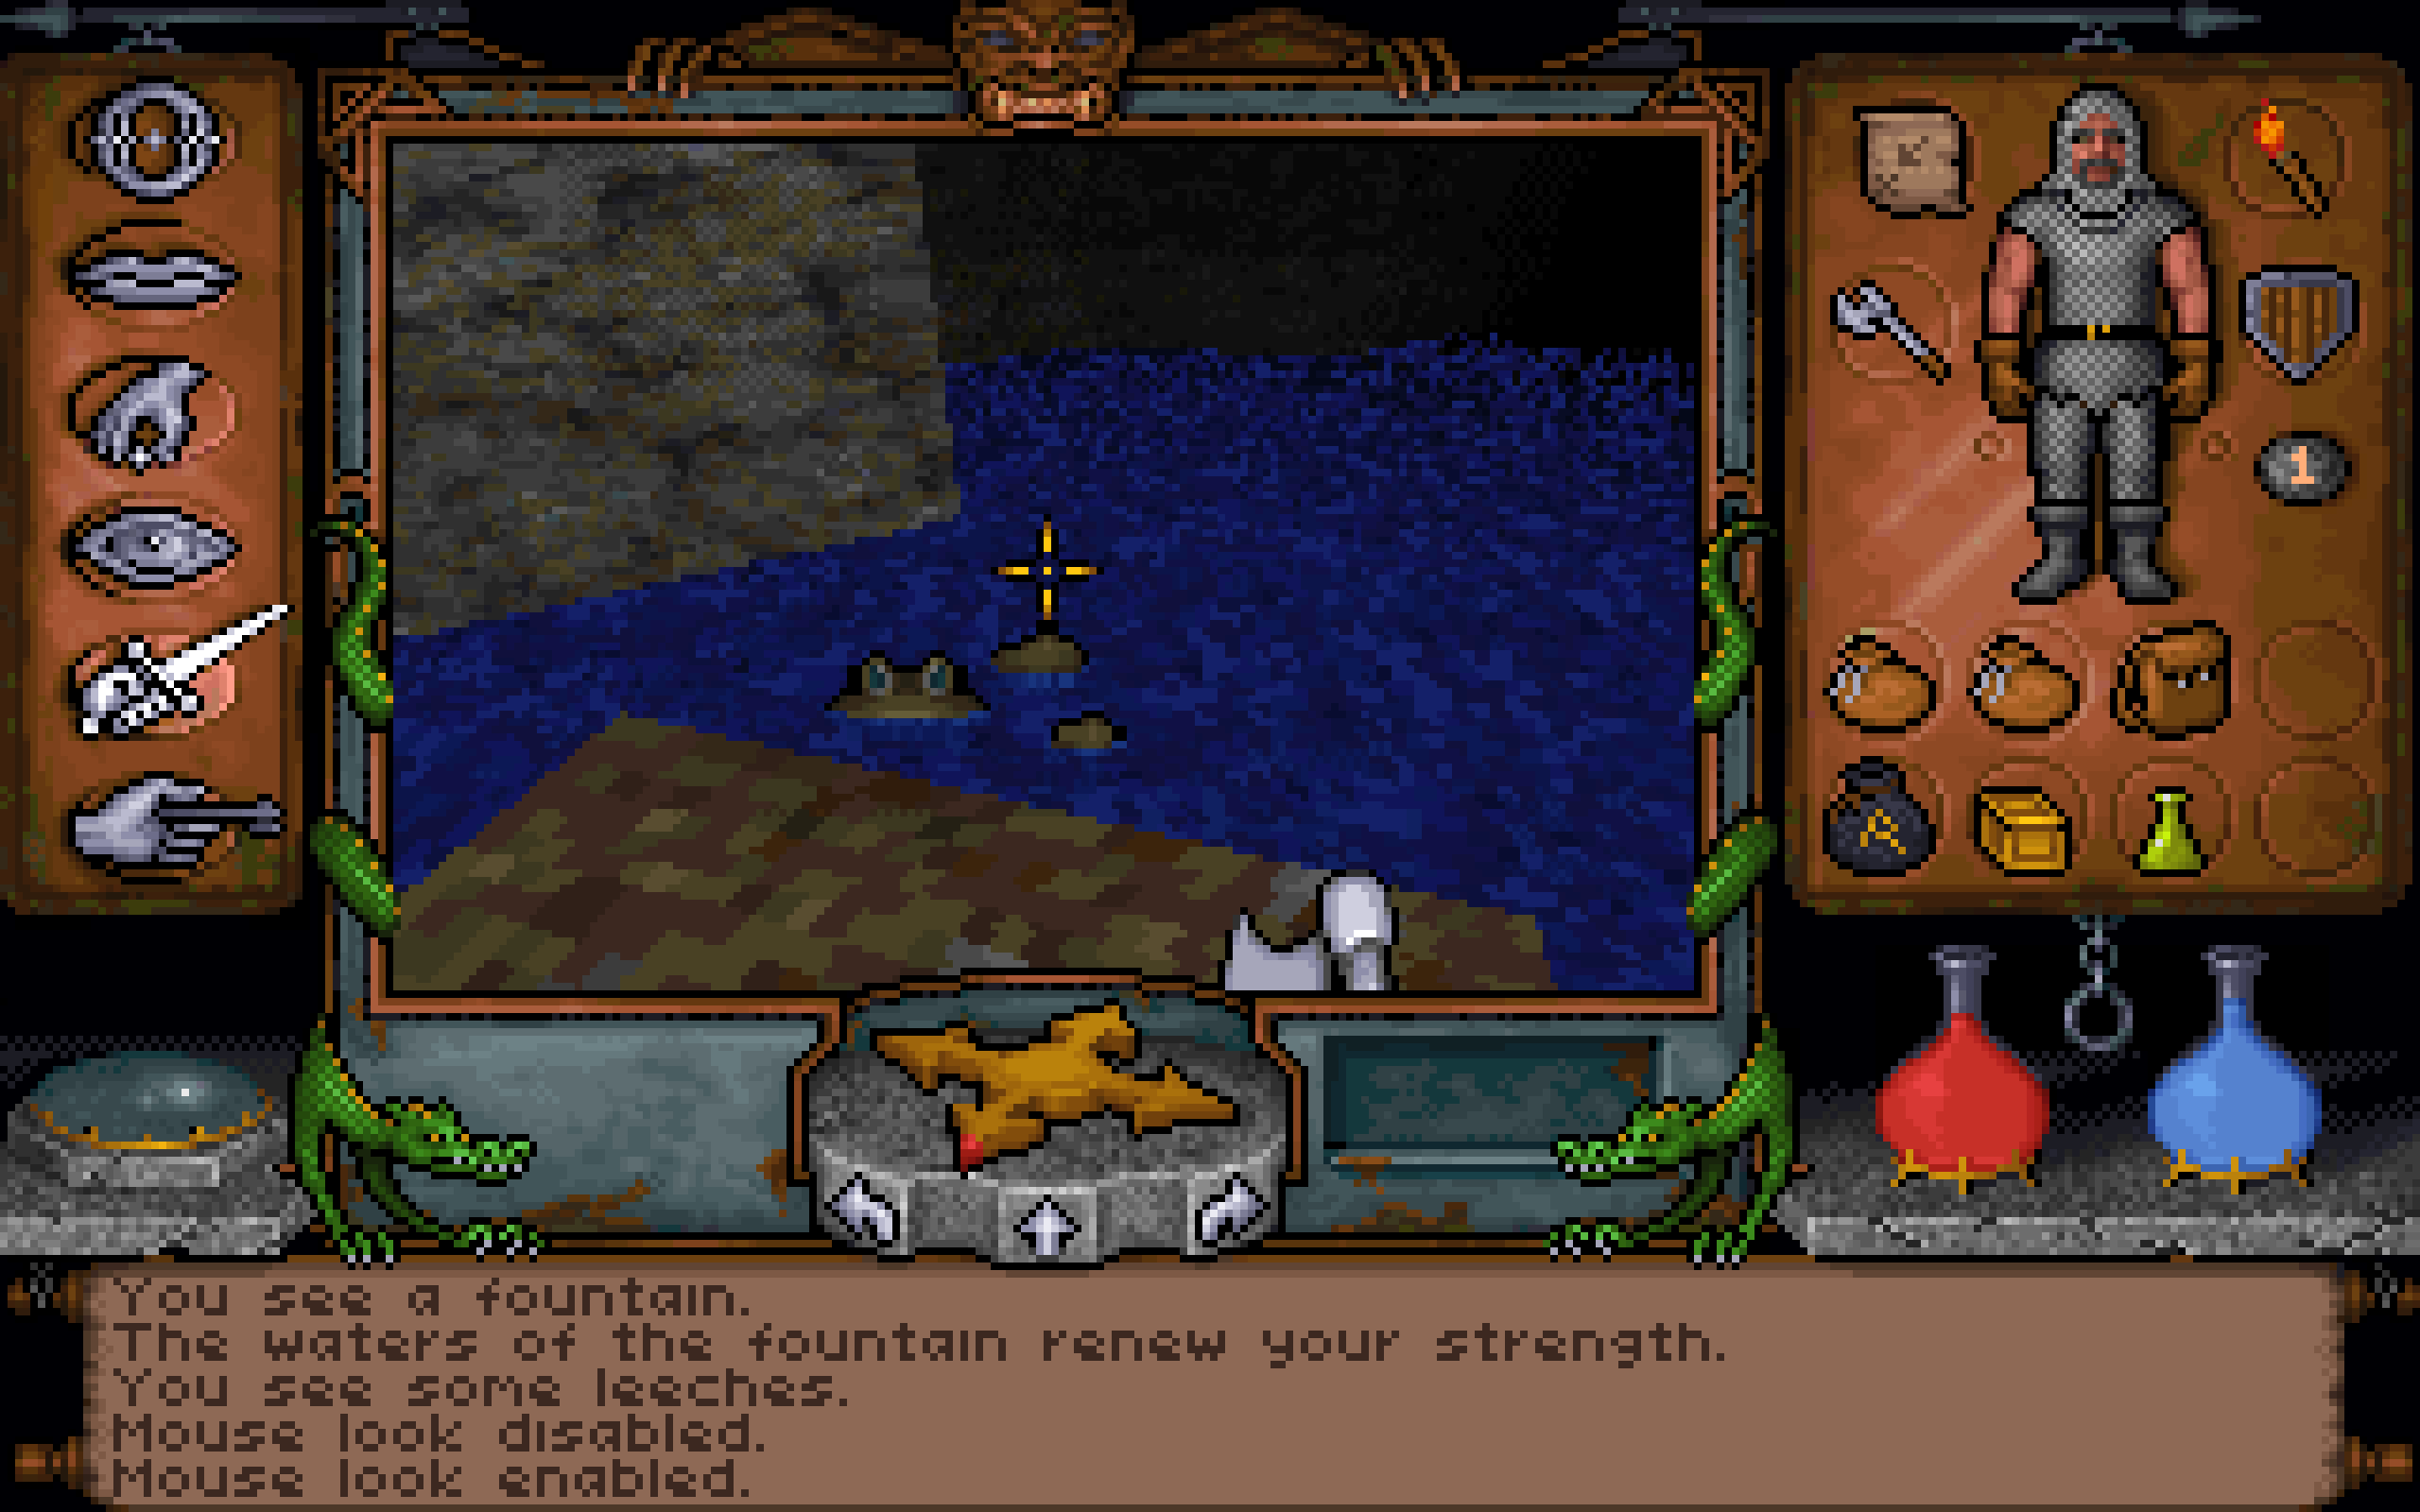 1
You see a fountain.
The waters of the fountain renew your strength.
You see some leeches.
Mouse look disabled.
Mouse look enabled.